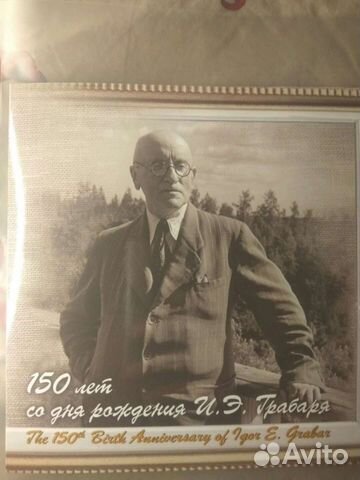 150 лет
со дня рождения И.Э. Грабаря
The 150th Birth Anniversary of Igor E. Grabar
Avito